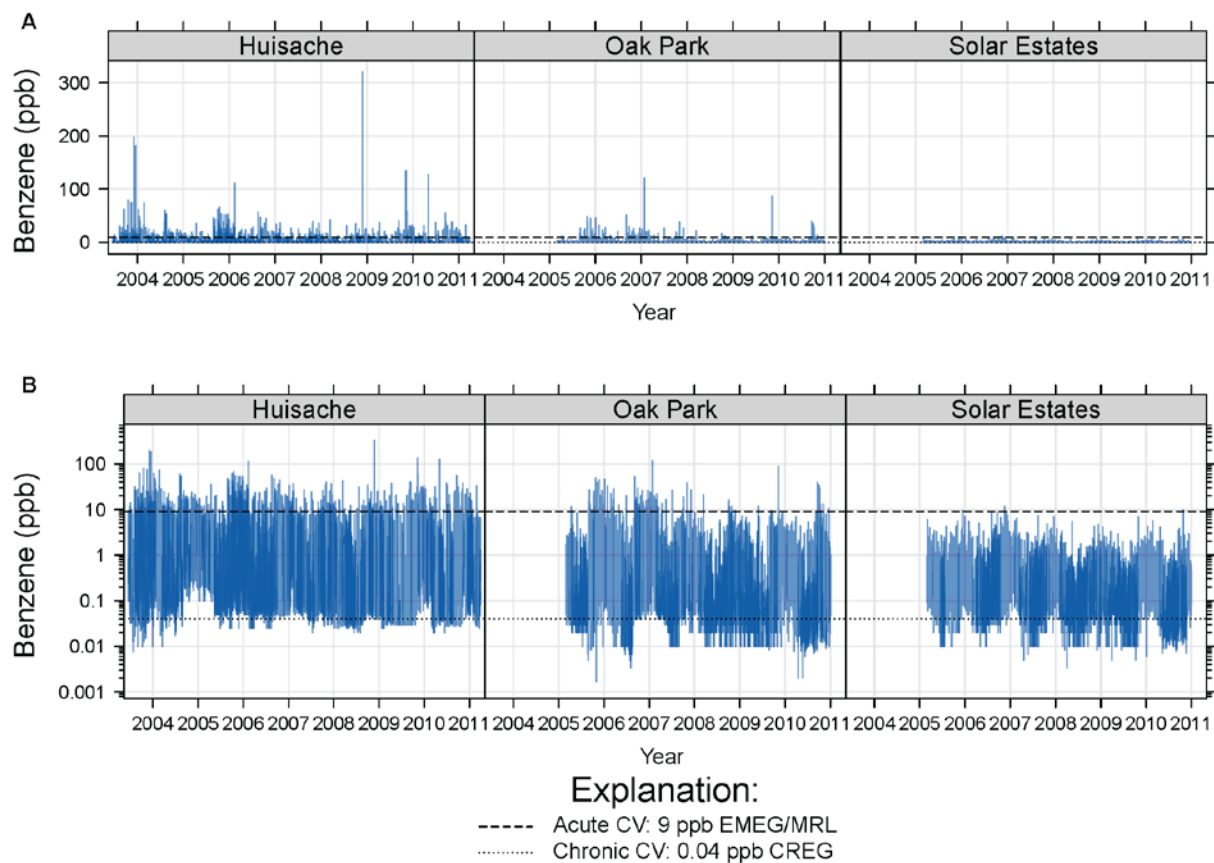 A
Huisache Oak Park Solar Estates
Benzene (ppb)
300
200
100
0
2004 2005 2006 2007 2008 2009 2010 2011 2004 2005 2006 2007 2008 2009 2010 2011 2004 2005 2006 2007 2008 2009 2010 2011
Year
B
Huisache Oak Park Solar Estates
Benzene (ppb)
100
10
1
0.1
0.01
0.001
2004 2005 2006 2007 2008 2009 2010 2011 2004 2005 2006 2007 2008 2009 2010 2011 2004 2005 2006 2007 2008 2009 2010 2011
Year
Explanation:
Acute CV: 9 ppb EMEG/MRL
Chronic CV: 0.04 ppb CREG